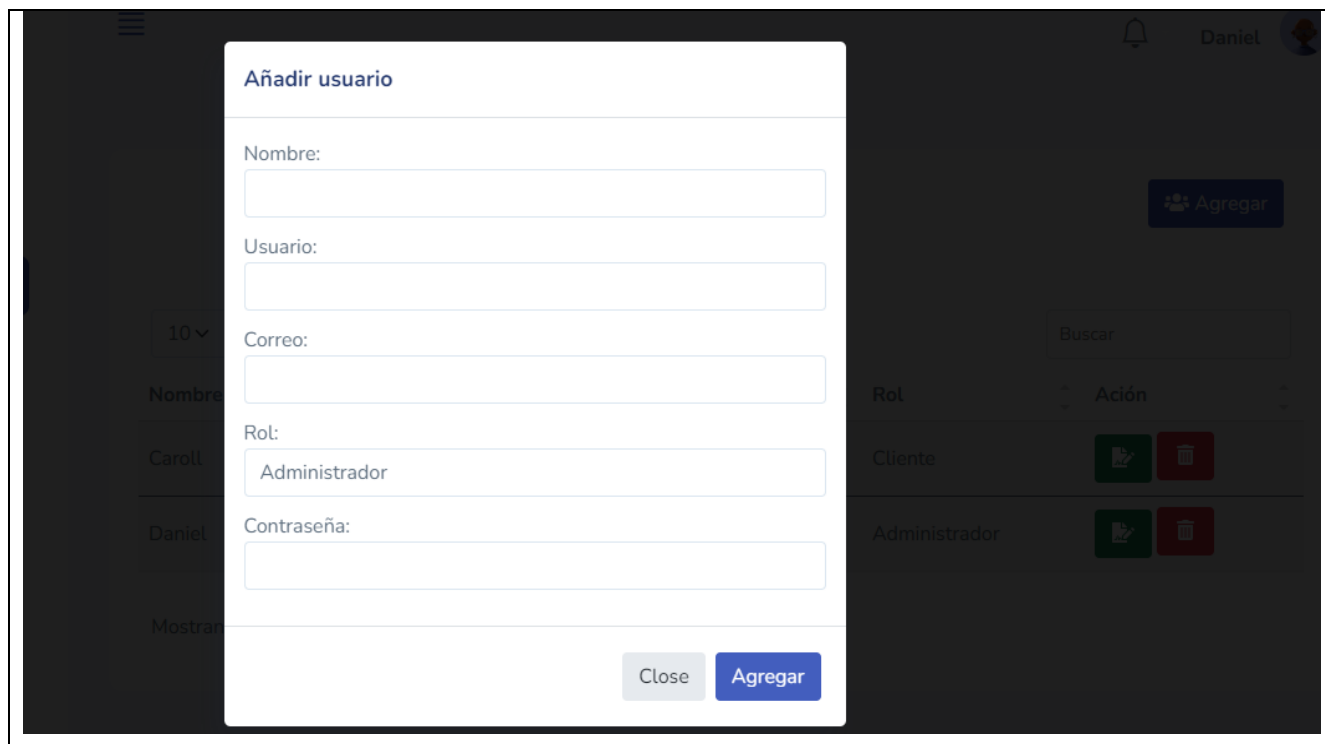 Daniel
Añadir usuario
Nombre:
Agregar
Usuario:
10
Buscar
Correo:
Nombre
Rol
Ación
Rol:
Administrador
Caroll
Cliente
Contraseña:
Daniel
Administrador
Mostran
Close
Agregar